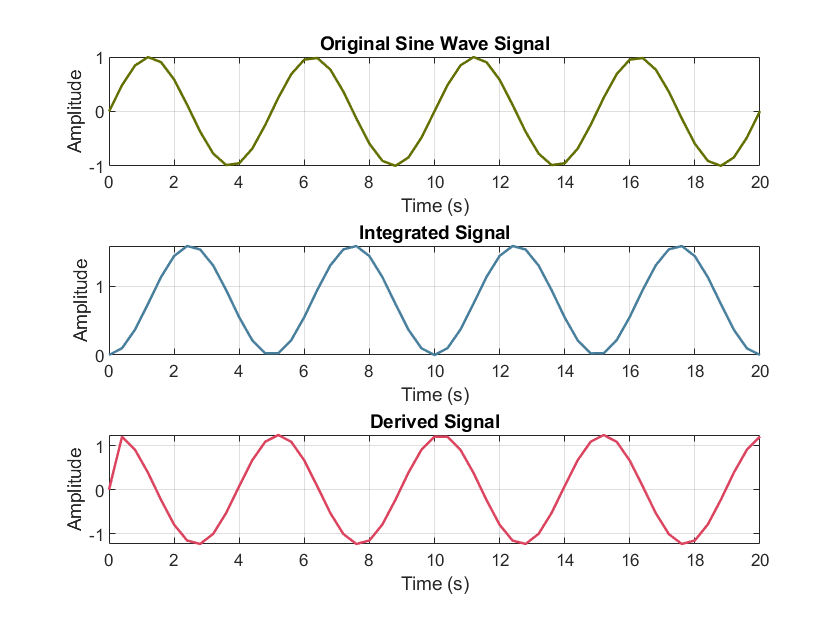 Original Sine Wave Signal
Amplitude
1
0
-1
0 2 4 6 8 10 12 14 16 18 20
Time (s)
Integrated Signal
Amplitude
1
0
0 2 4 6 8 10 12 14 16 18 20
Time (s)
Derived Signal
Amplitude
1
0
-1
0 2 4 6 8 10 12 14 16 18 20
Time (s)